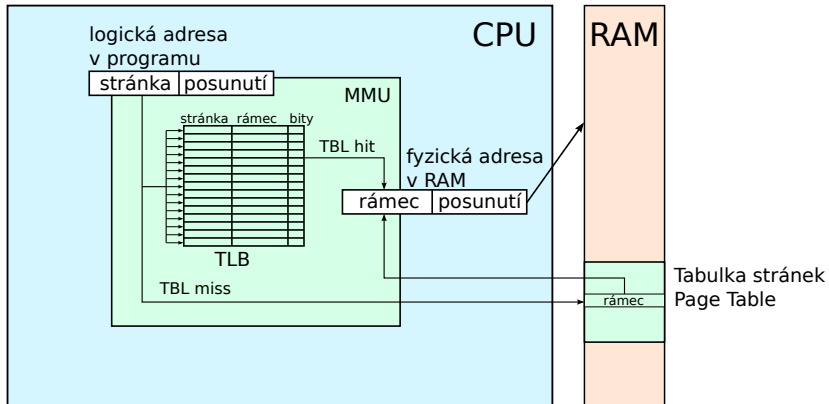 logická adresa
v programu
CPU
RAM
stránka posunutí
MMU
stránka rámec bity
TBL hit
fyzická adresa
v RAM
rámec posunutí
TLB
TBL miss
Tabulka stránek
rámec
Page Table